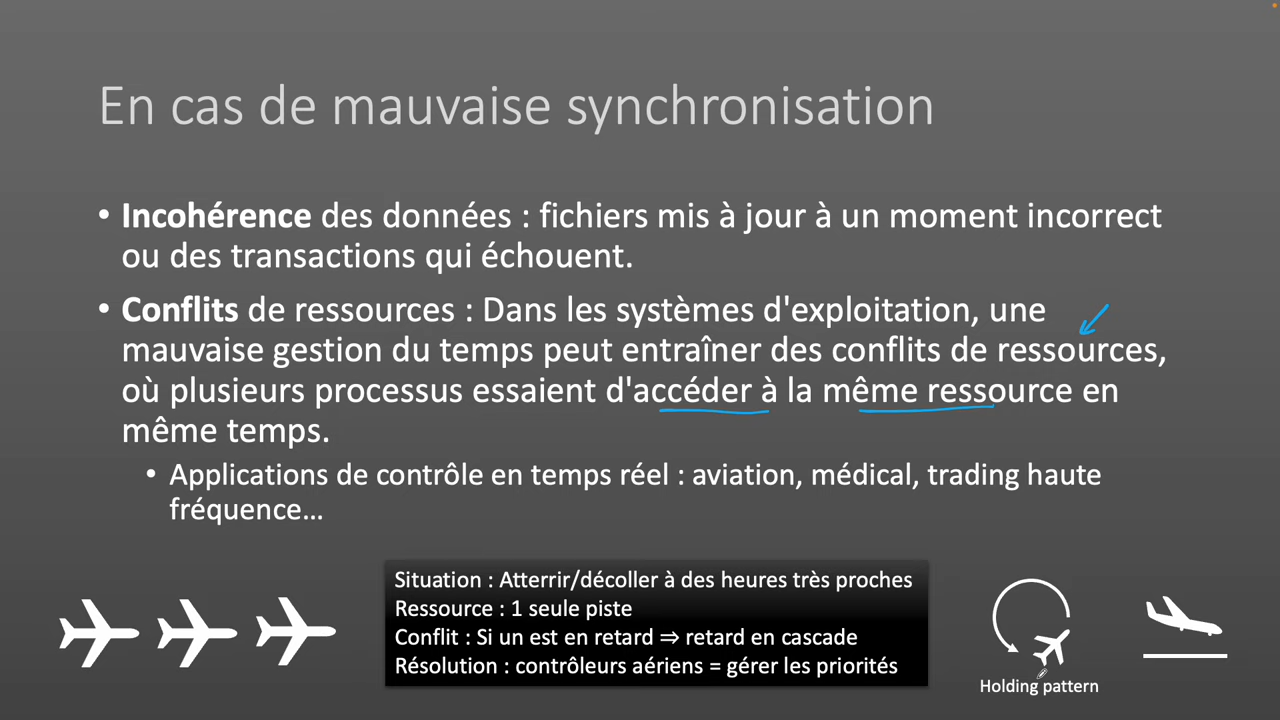 En cas de mauvaise synchronisation
• Incohérence des données : fichiers mis à jour à un moment incorrect
ou des transactions qui échouent.
• Conflits de ressources : Dans les systèmes d'exploitation, une
mauvaise gestion du temps peut entraîner des conflits de ressources,
où plusieurs processus essaient d'accéder à la même ressource en
même temps.
• Applications de contrôle en temps réel : aviation, médical, trading haute
fréquence…
Situation : Atterrir/décoller à des heures très proches
Ressource : 1 seule piste
Conflit : Si un est en retard ⇒ retard en cascade
Résolution : contrôleurs aériens = gérer les priorités
Holding pattern